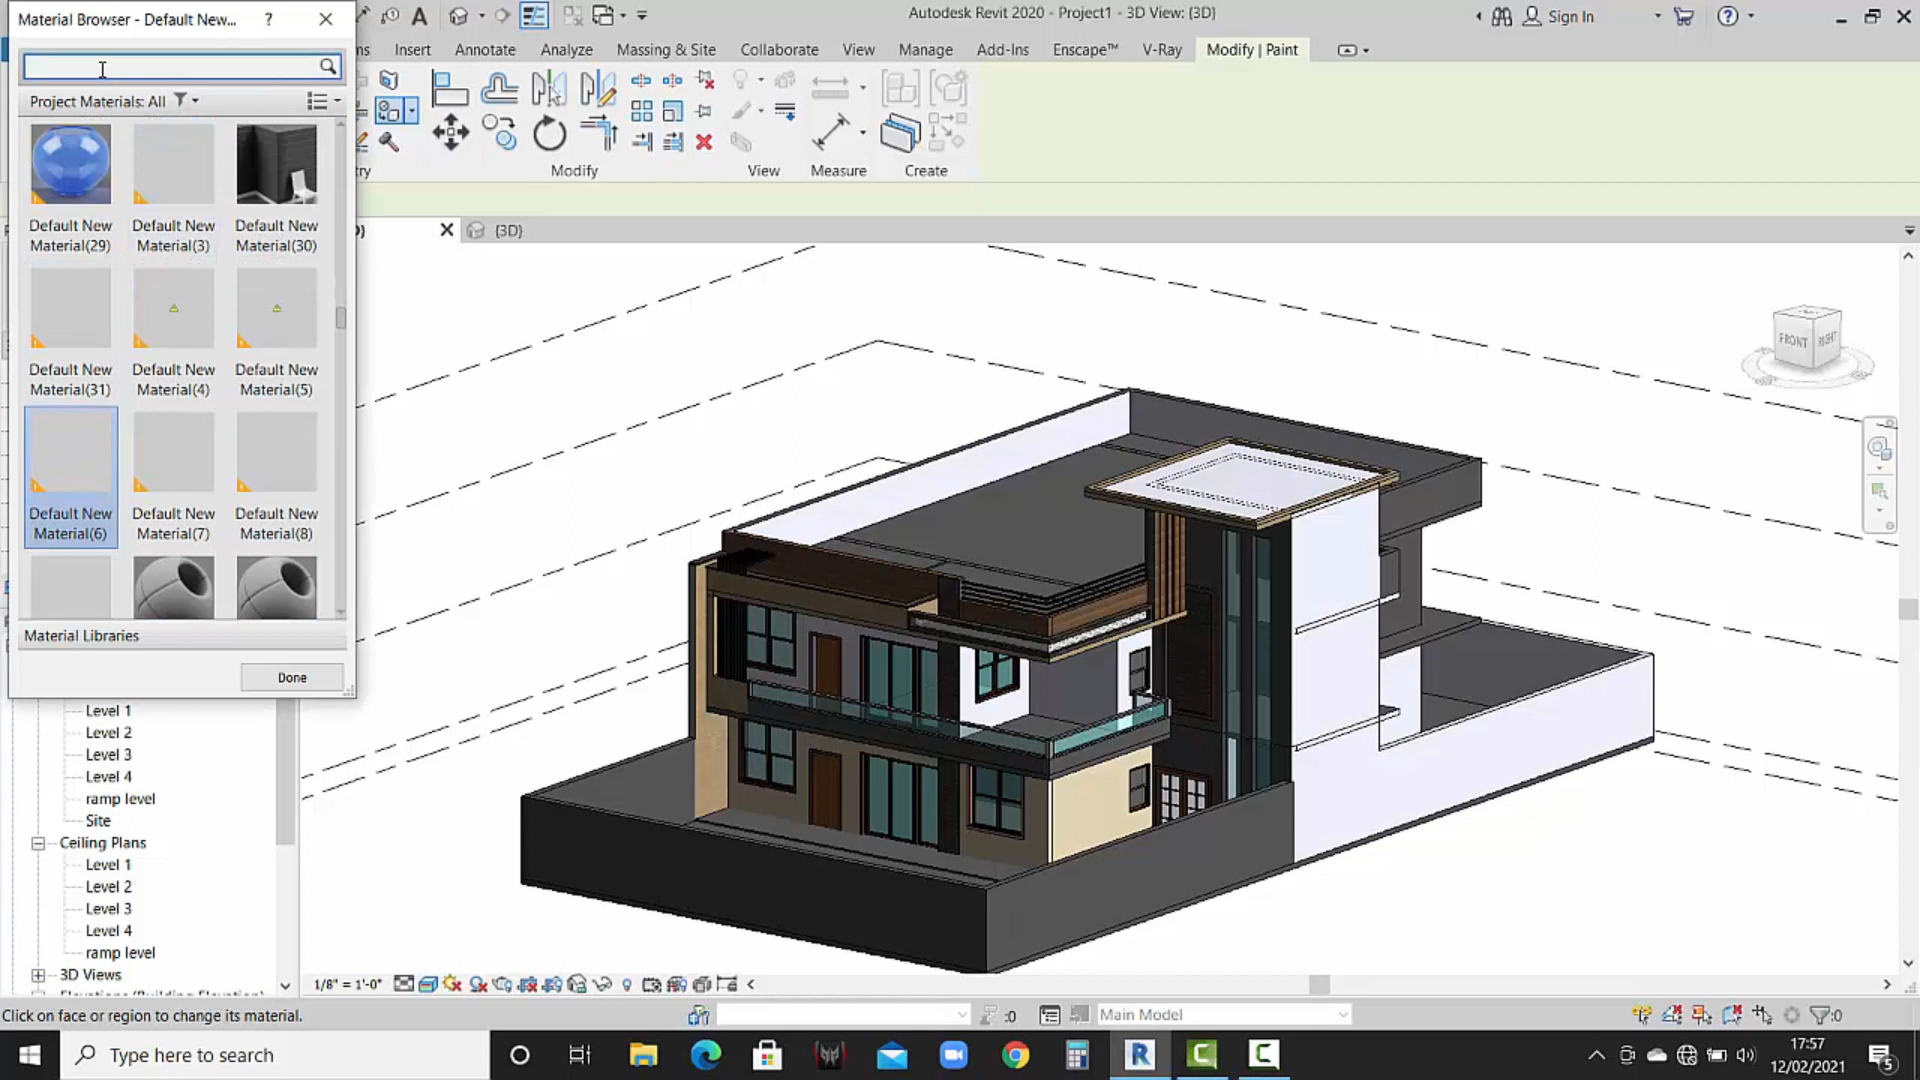 Material Browser - Default New...
?
Autodesk Revit 2020 - Project1 - 3D View: {3D}
Sign In
Insert
Annotate
Analyze
Massing & Site
Collaborate
View
Manage
Add-Ins
Enscape™
V-Ray
Modify | Paint
Project Materials: All
Modify
View
Measure
Create
{3D}
Default New Material(29)
Default New Material(3)
Default New Material(30)
Default New Material(31)
Default New Material(4)
Default New Material(5)
Default New Material(6)
Default New Material(7)
Default New Material(8)
Material Libraries
Done
FRONT
RIGHT
Level 1
Level 2
Level 3
Level 4
ramp level
Site
Ceiling Plans
Level 1
Level 2
Level 3
Level 4
ramp level
3D Views
1/8" = 1'-0"
Click on face or region to change its material.
:0
Main Model
:0
Type here to search
17:57
12/02/2021
5